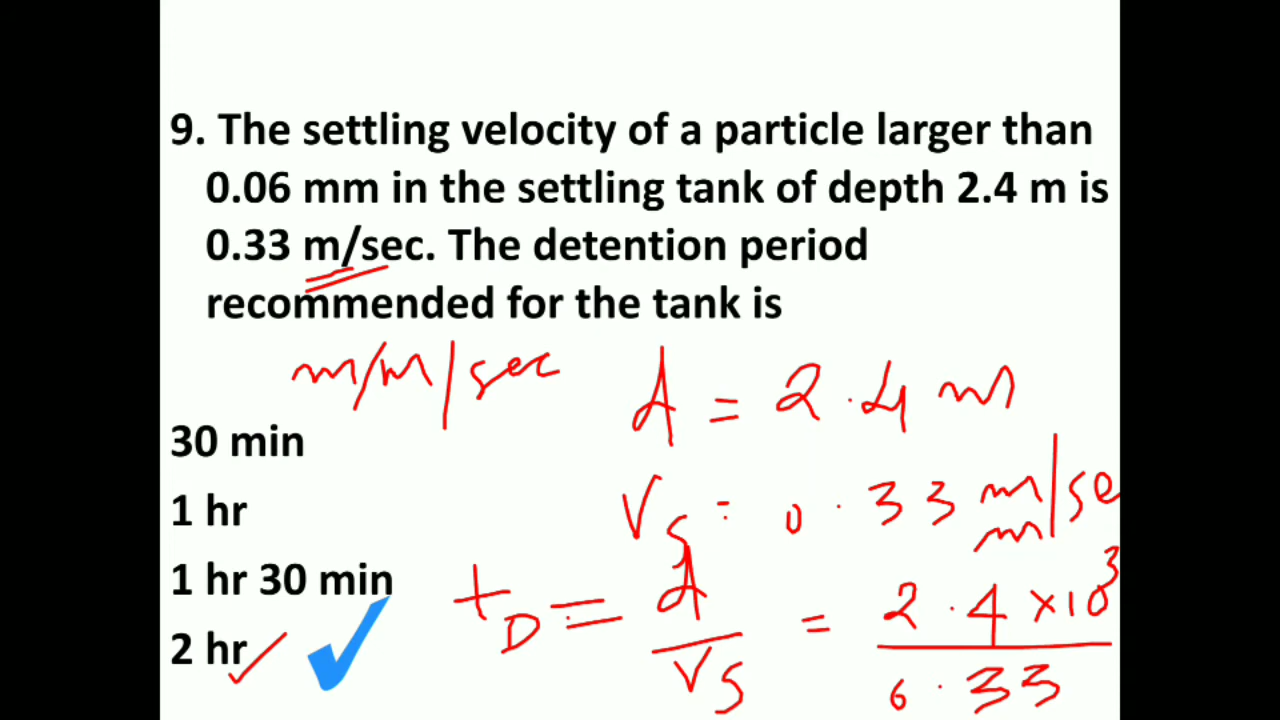 9. The settling velocity of a particle larger than
0.06 mm in the settling tank of depth 2.4 m is
0.33 m/sec. The detention period
recommended for the tank is
m/m/sec
d = 2.4 m
30 min
1 hr
Vs = 0.33 mm/se
1 hr 30 min
tD = d/Vs = 2.4 ×10³/0.33
2 hr